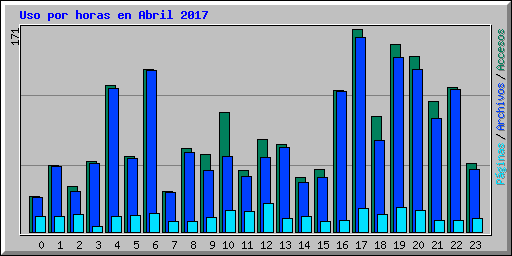 Uso por horas en Abril 2017
171
Páginas / Archivos / Accesos
0 1 2 3 4 5 6 7 8 9 10 11 12 13 14 15 16 17 18 19 20 21 22 23